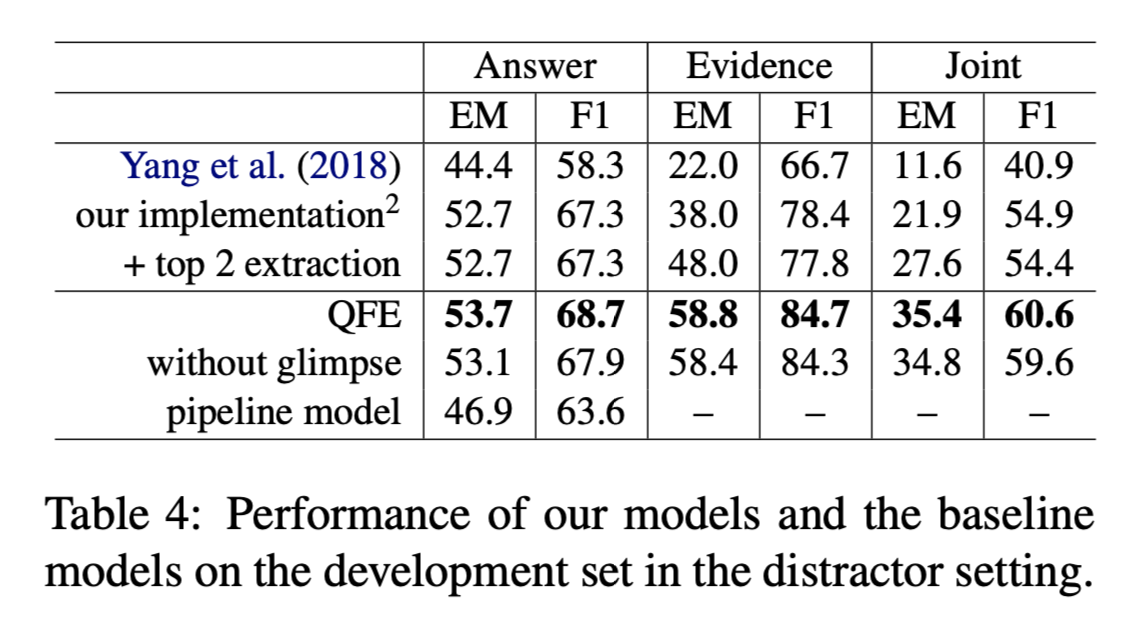 Answer Evidence Joint
EM F1 EM F1 EM F1
Yang et al. (2018) 44.4 58.3 22.0 66.7 11.6 40.9
our implementation² 52.7 67.3 38.0 78.4 21.9 54.9
+ top 2 extraction 52.7 67.3 48.0 77.8 27.6 54.4
QFE 53.7 68.7 58.8 84.7 35.4 60.6
without glimpse 53.1 67.9 58.4 84.3 34.8 59.6
pipeline model 46.9 63.6 – – – –
Table 4: Performance of our models and the baseline
models on the development set in the distractor setting.